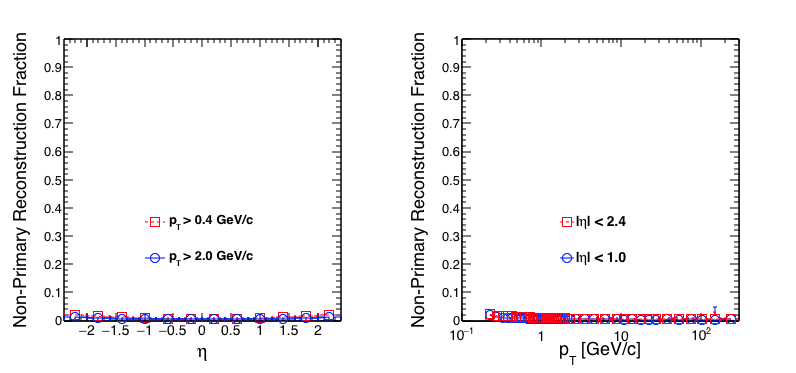 Non-Primary Reconstruction Fraction
1
0.9
0.8
0.7
0.6
0.5
0.4
0.3
0.2
0.1
0
p_T > 0.4 GeV/c
p_T > 2.0 GeV/c
−2 −1.5 −1 −0.5 0 0.5 1 1.5 2
η
Non-Primary Reconstruction Fraction
1
0.9
0.8
0.7
0.6
0.5
0.4
0.3
0.2
0.1
0
|η| < 2.4
|η| < 1.0
10⁻¹ 1 10 10²
p_T [GeV/c]